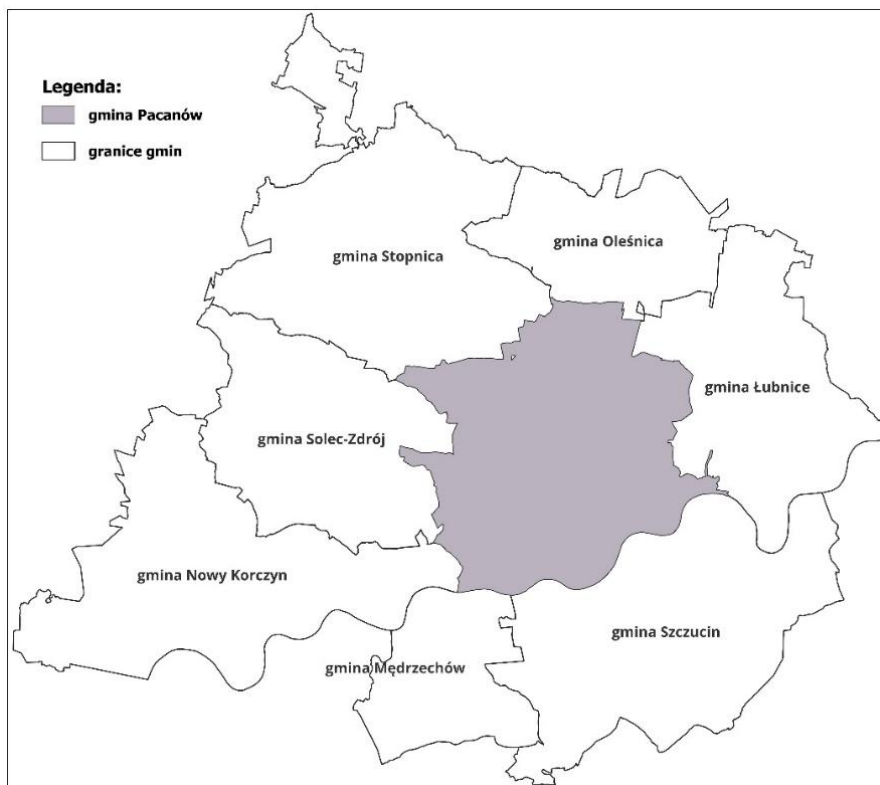 Legenda:
gmina Pacanów
granice gmin
gmina Stopnica
gmina Oleśnica
gmina Łubnice
gmina Solec-Zdrój
gmina Nowy Korczyn
gmina Szczucin
gmina Mędrzechów